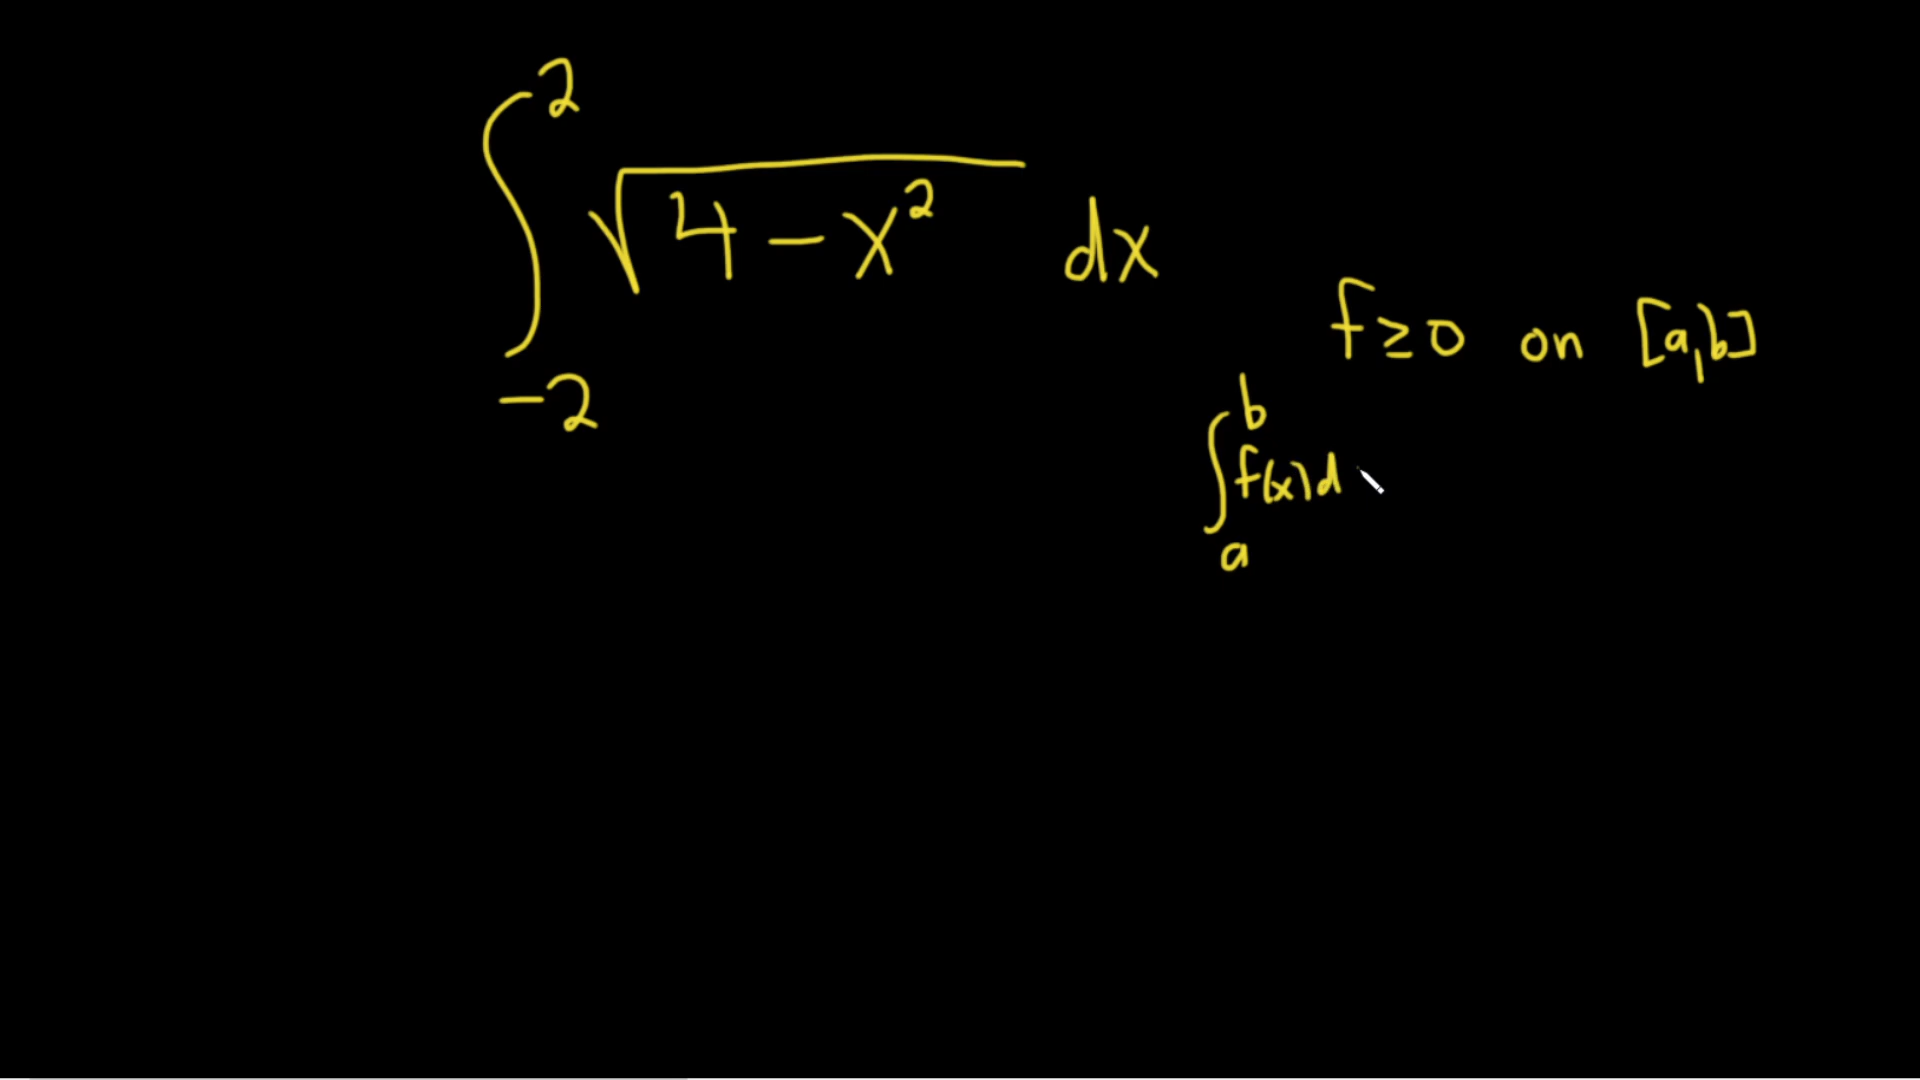 ∫_{-2}^{2} √(4 - x²) dx
f ≥ 0 on [a,b]
∫_{a}^{b} f(x) d